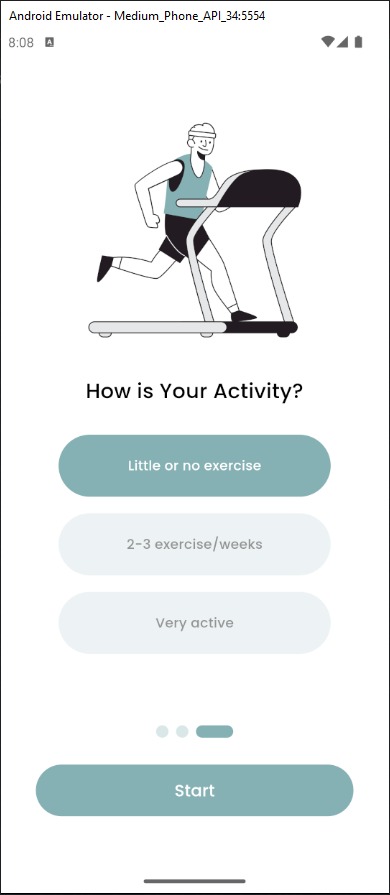 Android Emulator - Medium_Phone_API_34:5554
8:08 A
How is Your Activity?
Little or no exercise
2-3 exercise/weeks
Very active
Start